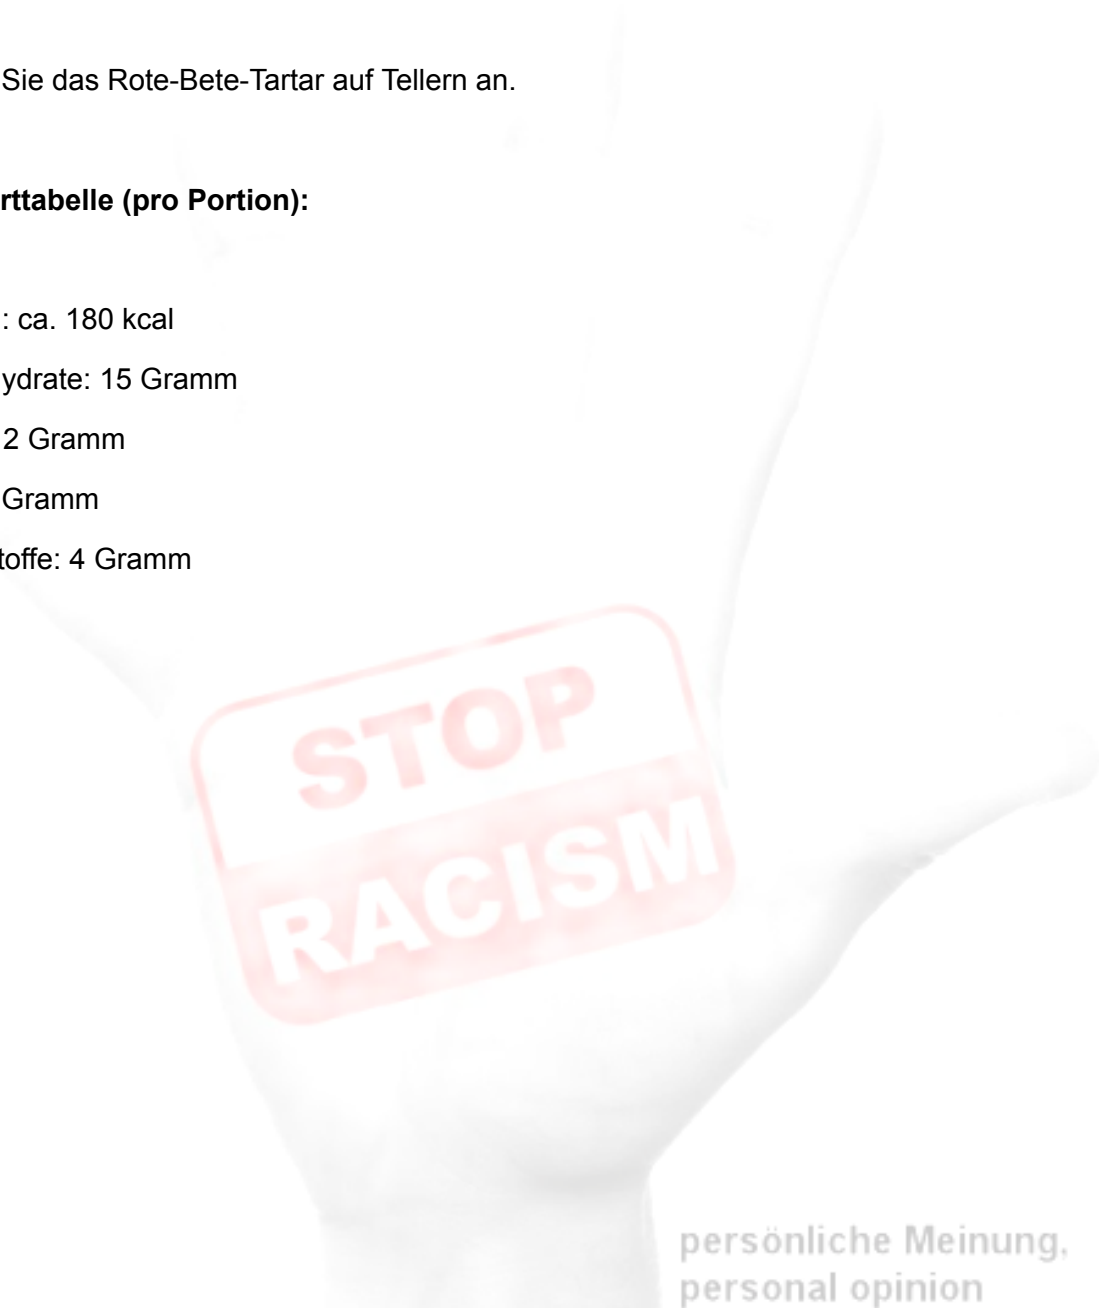 Sie das Rote-Bete-Tartar auf Tellern an.
rttabelle (pro Portion):
: ca. 180 kcal
ydrate: 15 Gramm
2 Gramm
Gramm
toffe: 4 Gramm
STOP
RACISM
persönliche Meinung,
personal opinion